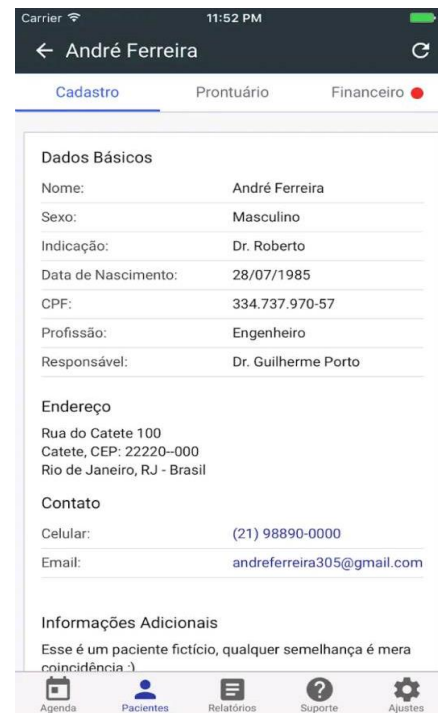 Carrier 11:52 PM
André Ferreira
Cadastro Prontuário Financeiro
Dados Básicos
Nome: André Ferreira
Sexo: Masculino
Indicação: Dr. Roberto
Data de Nascimento: 28/07/1985
CPF: 334.737.970-57
Profissão: Engenheiro
Responsável: Dr. Guilherme Porto
Endereço
Rua do Catete 100
Catete, CEP: 22220--000
Rio de Janeiro, RJ - Brasil
Contato
Celular: (21) 98890-0000
Email: andreferreira305@gmail.com
Informações Adicionais
Esse é um paciente fictício, qualquer semelhança é mera
coincidência :)
Agenda Pacientes Relatórios Suporte Ajustes